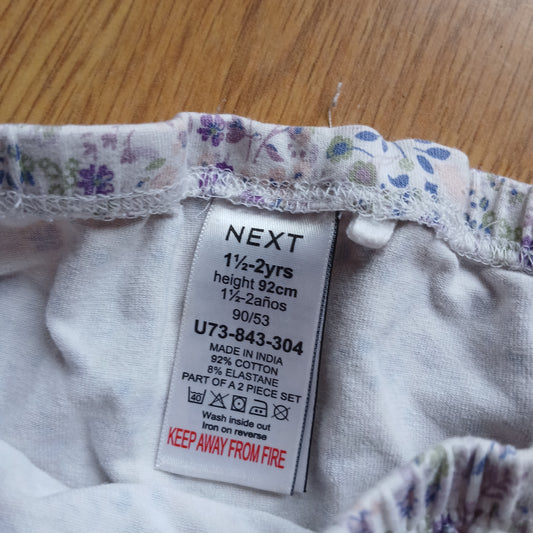 NEXT
1½-2yrs
height 92cm
1½-2años
90/53
U73-843-304
MADE IN INDIA
92% COTTON
8% ELASTANE
PART OF A 2 PIECE SET
40
Wash inside out
Iron on reverse
KEEP AWAY FROM FIRE